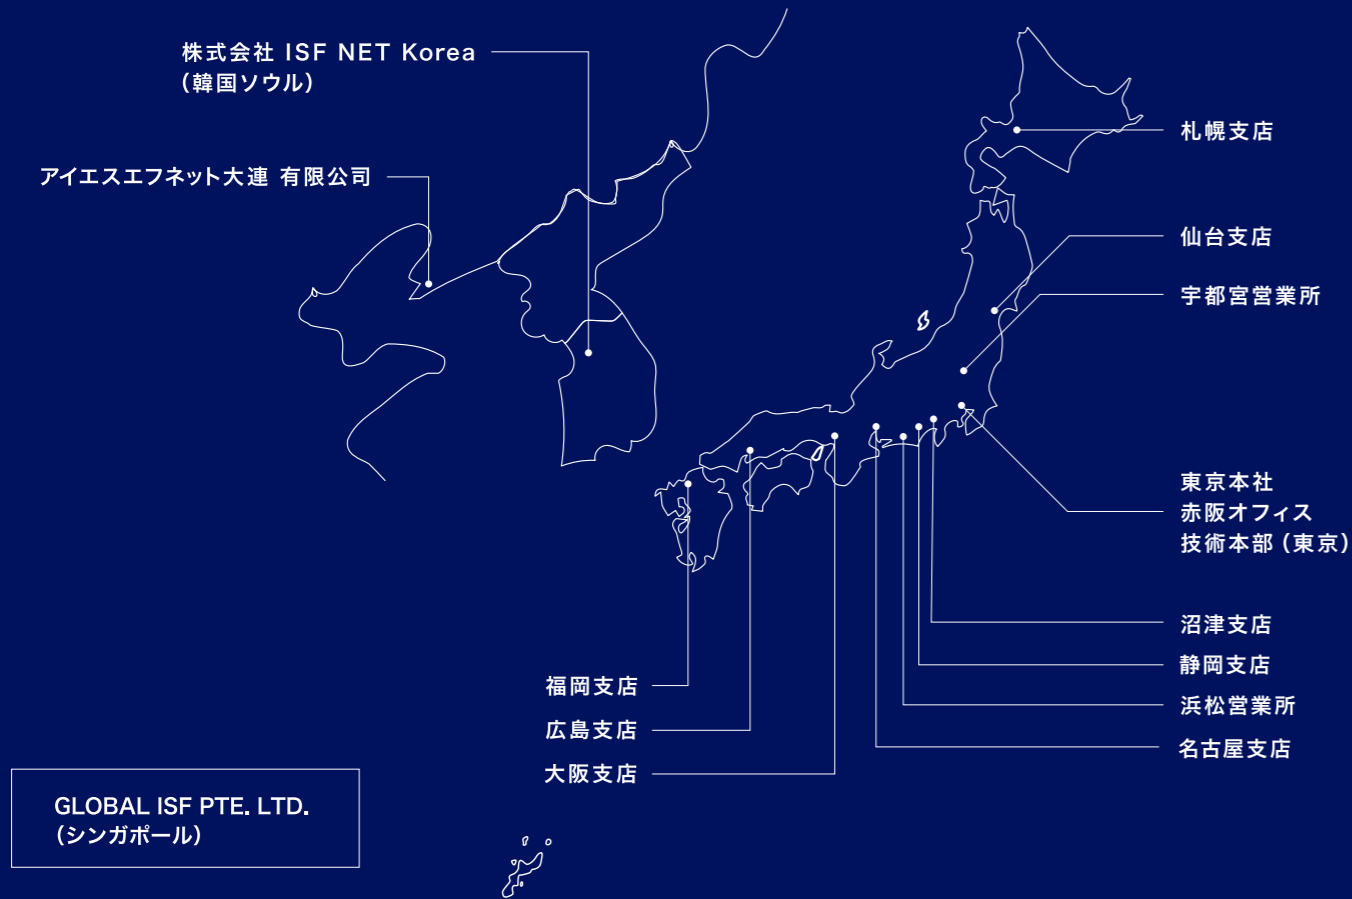 株式会社 ISF NET Korea
（韓国ソウル）
アイエスエフネット大連 有限公司
札幌支店
仙台支店
宇都宮営業所
東京本社
赤阪オフィス
技術本部（東京）
沼津支店
静岡支店
浜松営業所
名古屋支店
福岡支店
広島支店
大阪支店
GLOBAL ISF PTE. LTD.
（シンガポール）